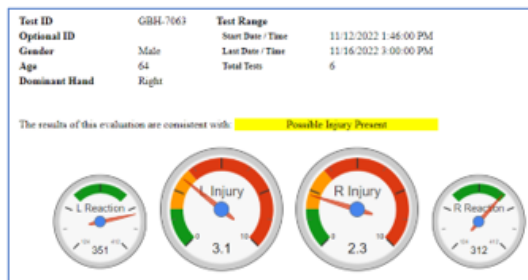 Test ID GBH-7063 Test Range
Optional ID Start Date / Time 11/12/2022 1:46:00 PM
Gender Male Last Date / Time 11/16/2022 3:00:00 PM
Age 64 Total Tests 6
Dominant Hand Right
The results of this evaluation are consistent with: Possible Injury Present
L Reaction L Injury R Injury R Reaction
0 10 0 10
351 3.1 2.3 312